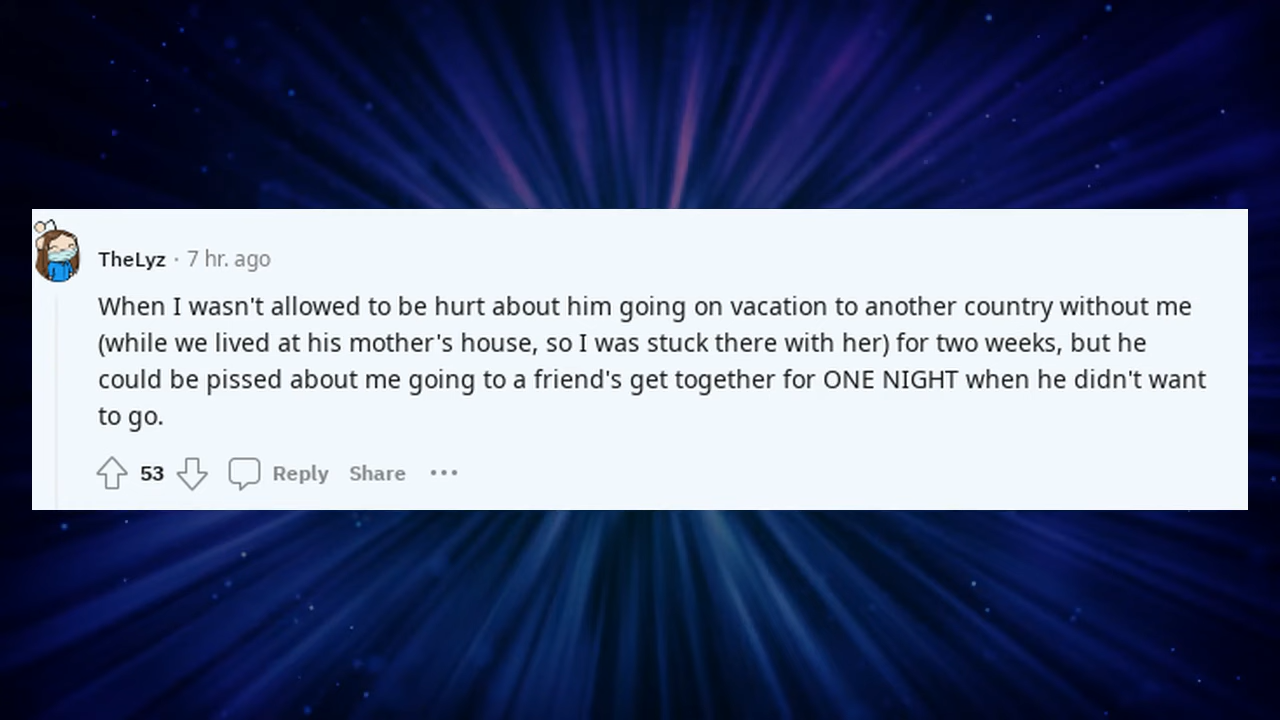 TheLyz · 7 hr. ago
When I wasn't allowed to be hurt about him going on vacation to another country without me
(while we lived at his mother's house, so I was stuck there with her) for two weeks, but he
could be pissed about me going to a friend's get together for ONE NIGHT when he didn't want
to go.
53 Reply Share ···